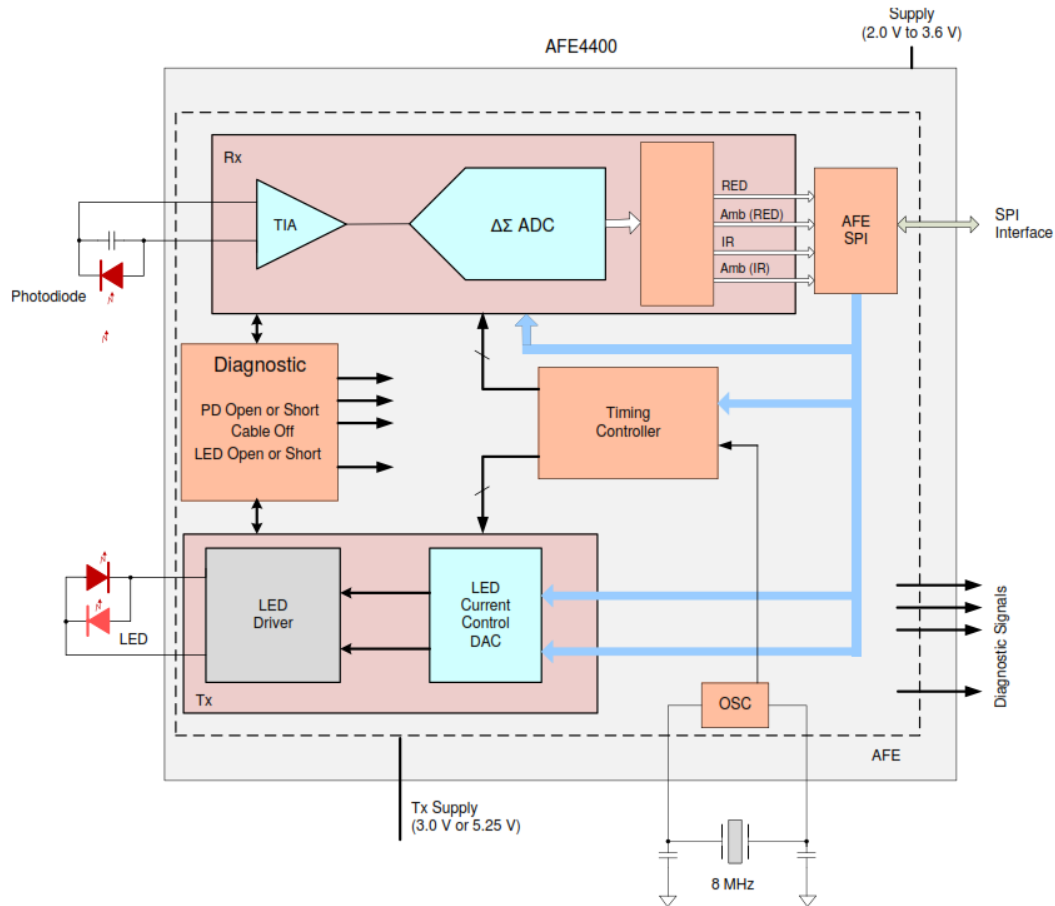 Supply
(2.0 V to 3.6 V)
AFE4400
Rx
TIA
ΔΣ ADC
RED
Amb (RED)
IR
Amb (IR)
AFE
SPI
SPI
Interface
Photodiode
Diagnostic
PD Open or Short
Cable Off
LED Open or Short
Timing
Controller
LED
LED
Driver
LED
Current
Control
DAC
Tx
OSC
Diagnostic Signals
AFE
Tx Supply
(3.0 V or 5.25 V)
8 MHz